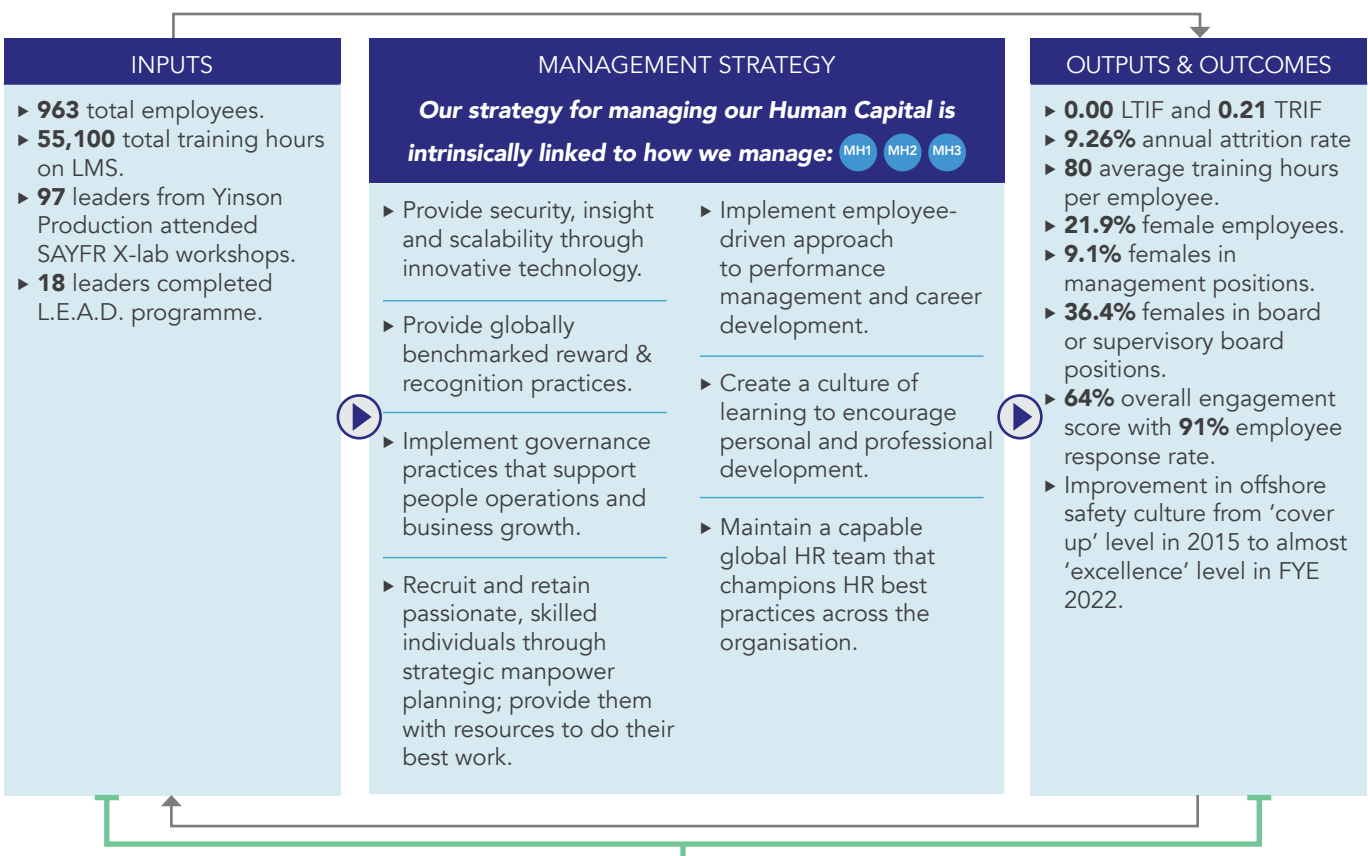 INPUTS
▸ 963 total employees.
▸ 55,100 total training hours
on LMS.
▸ 97 leaders from Yinson
Production attended
SAYFR X-lab workshops.
▸ 18 leaders completed
L.E.A.D. programme.
MANAGEMENT STRATEGY
Our strategy for managing our Human Capital is
intrinsically linked to how we manage: MH1 MH2 MH3
▸ Provide security, insight
and scalability through
innovative technology.
▸ Provide globally
benchmarked reward &
recognition practices.
▸ Implement governance
practices that support
people operations and
business growth.
▸ Recruit and retain
passionate, skilled
individuals through
strategic manpower
planning; provide them
with resources to do their
best work.
▸ Implement employee-
driven approach
to performance
management and career
development.
▸ Create a culture of
learning to encourage
personal and professional
development.
▸ Maintain a capable
global HR team that
champions HR best
practices across the
organisation.
OUTPUTS & OUTCOMES
▸ 0.00 LTIF and 0.21 TRIF
▸ 9.26% annual attrition rate
▸ 80 average training hours
per employee.
▸ 21.9% female employees.
▸ 9.1% females in
management positions.
▸ 36.4% females in board
or supervisory board
positions.
▸ 64% overall engagement
score with 91% employee
response rate.
▸ Improvement in offshore
safety culture from ‘cover
up’ level in 2015 to almost
‘excellence’ level in FYE
2022.